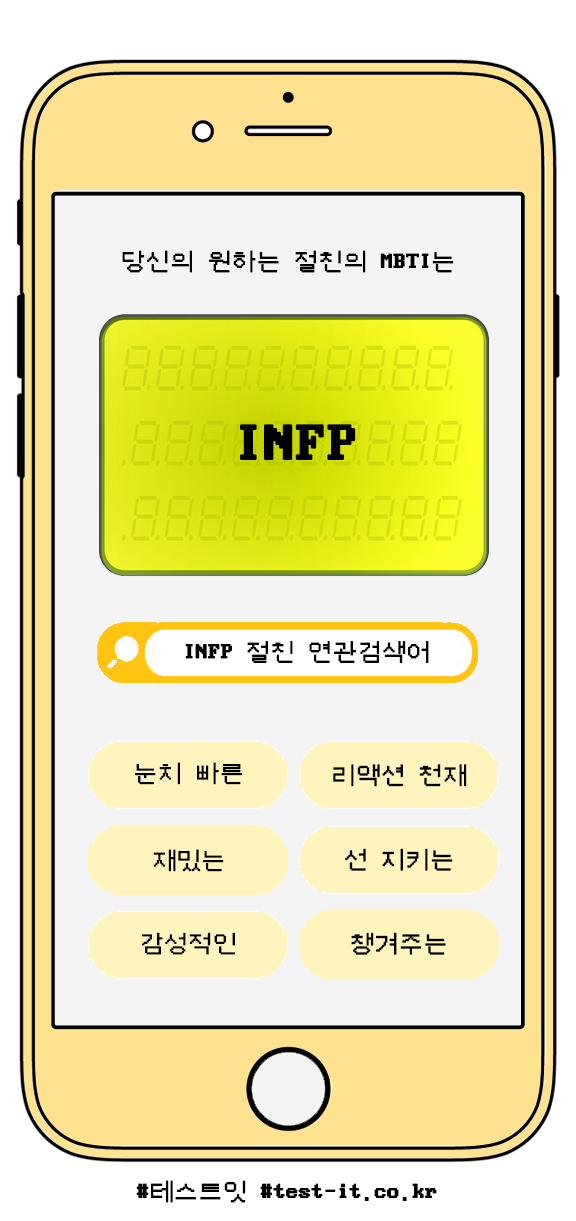 당신의 원하는 절친의 MBTI는
INFP
INFP 절친 연관검색어
눈치 빠른
리액션 천재
재밌는
선 지키는
감성적인
챙겨주는
#테스트잇 #test-it.co.kr